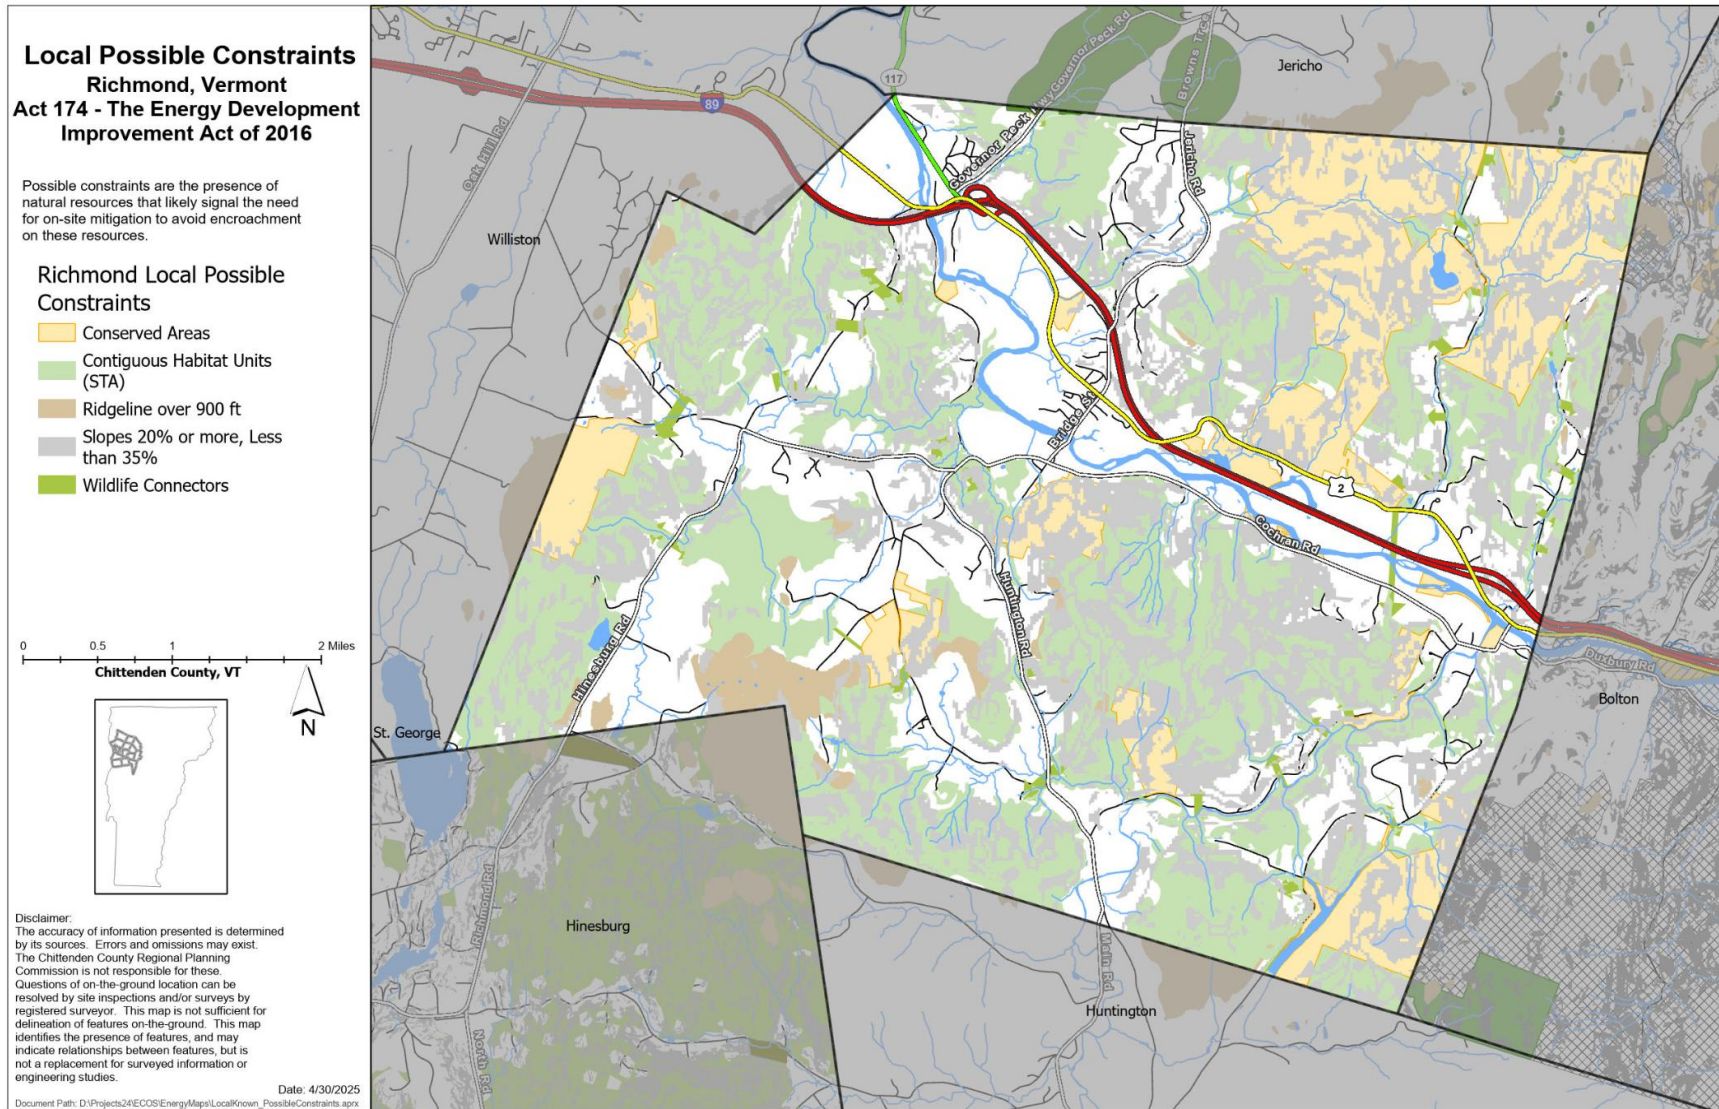 Local Possible Constraints
Richmond, Vermont
Act 174 - The Energy Development
Improvement Act of 2016
Possible constraints are the presence of
natural resources that likely signal the need
for on-site mitigation to avoid encroachment
on these resources.
Richmond Local Possible
Constraints
Conserved Areas
Contiguous Habitat Units
(STA)
Ridgeline over 900 ft
Slopes 20% or more, Less
than 35%
Wildlife Connectors
0 0.5 1 2 Miles
Chittenden County, VT
N
Disclaimer:
The accuracy of information presented is determined
by its sources. Errors and omissions may exist.
The Chittenden County Regional Planning
Commission is not responsible for these.
Questions of on-the-ground location can be
resolved by site inspections and/or surveys by
registered surveyor. This map is not sufficient for
delineation of features on-the-ground. This map
identifies the presence of features, and may
indicate relationships between features, but is
not a replacement for surveyed information or
engineering studies.
Date: 4/30/2025
Document Path: D:\Projects24\ECOS\EnergyMaps\LocalKnown_PossibleConstraints.aprx
Jericho
117
89
Oak Hill Rd
Governor Peck Rd
Governor Peck Hwy
Browns Trce
Jericho Rd
Williston
Bridge St
2
Cochran Rd
Huntington Rd
Hinesburg Rd
Duxbury Rd
Bolton
St. George
Richmond Rd
Hinesburg
Main Rd
Huntington
North Rd